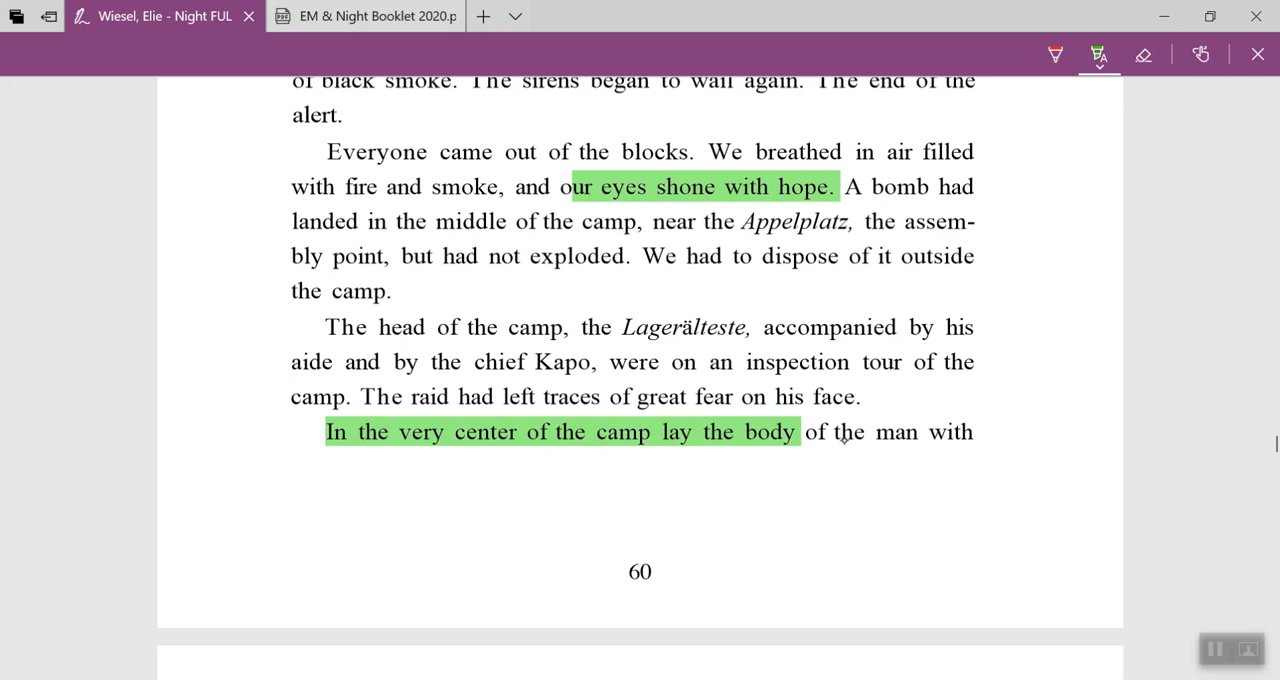 Wiesel, Elie - Night FUL
EM & Night Booklet 2020.p
of black smoke. The sirens began to wail again. The end of the
alert.
Everyone came out of the blocks. We breathed in air filled
with fire and smoke, and our eyes shone with hope. A bomb had
landed in the middle of the camp, near the Appelplatz, the assem-
bly point, but had not exploded. We had to dispose of it outside
the camp.
The head of the camp, the Lagerälteste, accompanied by his
aide and by the chief Kapo, were on an inspection tour of the
camp. The raid had left traces of great fear on his face.
In the very center of the camp lay the body of the man with
60